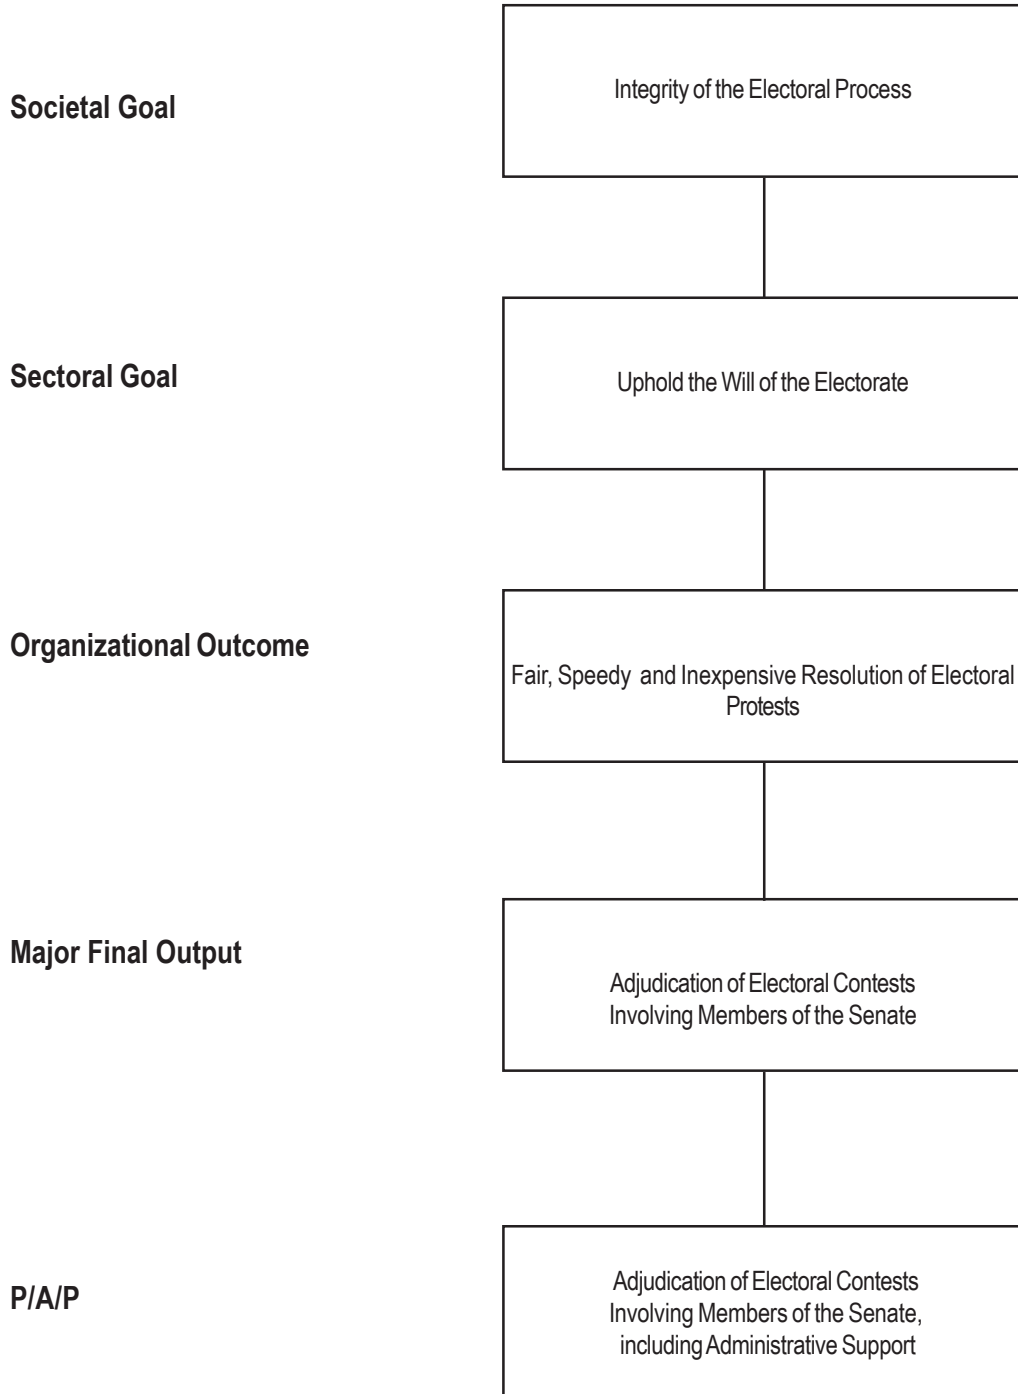 Societal Goal
Integrity of the Electoral Process
Sectoral Goal
Uphold the Will of the Electorate
Organizational Outcome
Fair, Speedy and Inexpensive Resolution of Electoral
Protests
Major Final Output
Adjudication of Electoral Contests
Involving Members of the Senate
P/A/P
Adjudication of Electoral Contests
Involving Members of the Senate,
including Administrative Support